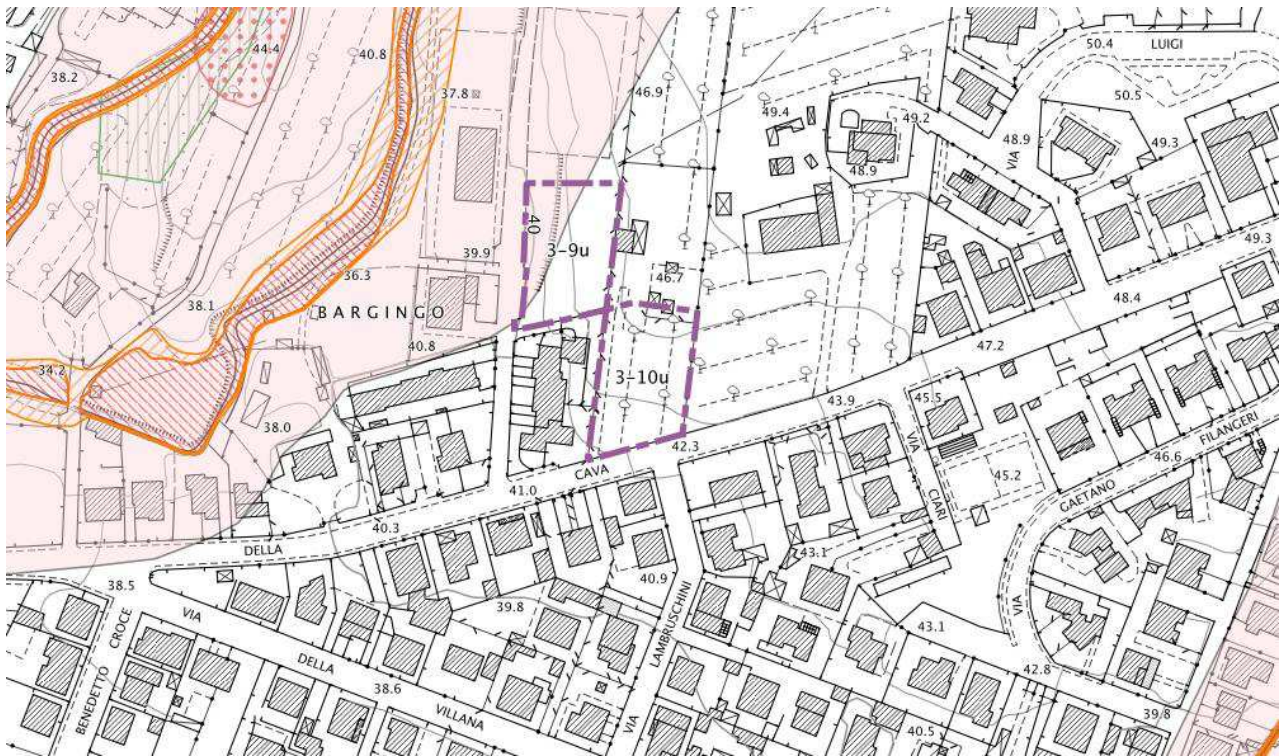 44.4
40.8
50.4
LUIGI
38.2
37.8
46.9
50.5
49.4
49.2
48.9
VIA
49.3
48.9
40
3-9u
49.3
39.9
46.7
36.3
48.4
38.1
BARGINGO
40.8
47.2
34.2
3-10u
43.9
45.5
38.0
42.3
VIA CIARI
GAETANO FILANGERI
46.6
CAVA
45.2
41.0
40.3
DELLA
43.1
38.5
40.9
39.8
VIA
VIA
BENEDETTO CROCE
DELLA
VIA LAMBRUSCHINI
43.1
42.8
38.6
VILLANA
39.8
40.5